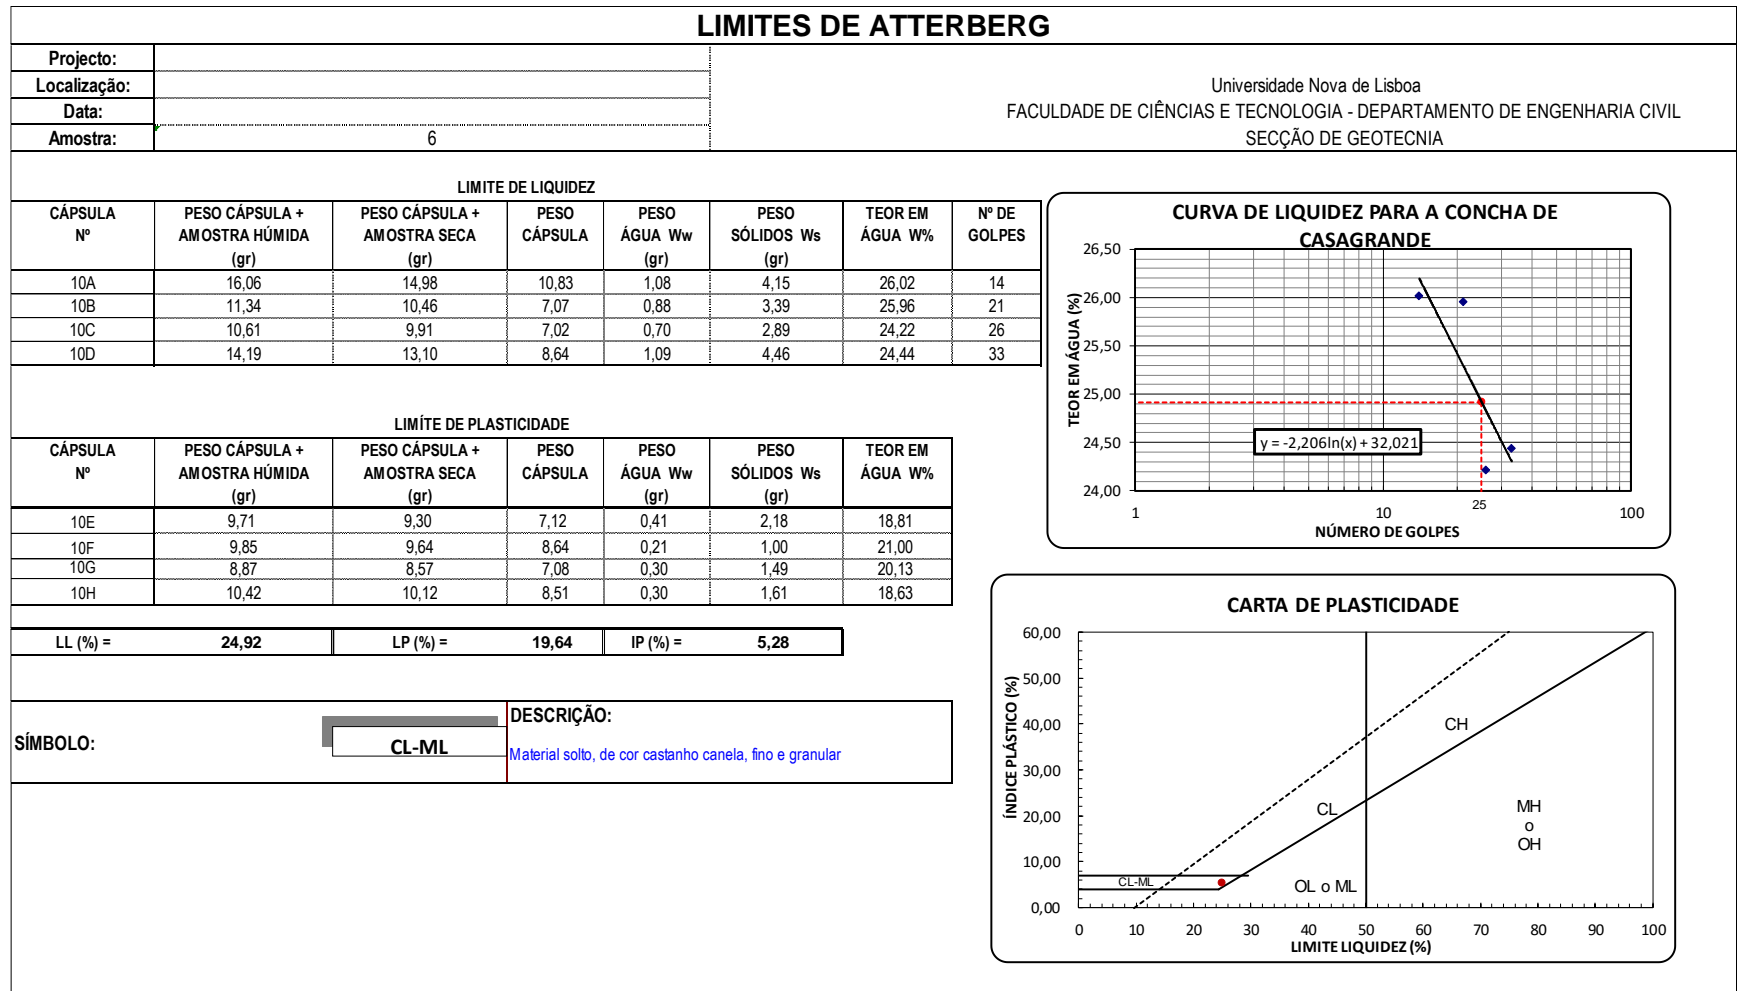 LIMITES DE ATTERBERG
Projecto:
Localização:
Data:
Amostra: 6
Universidade Nova de Lisboa
FACULDADE DE CIÊNCIAS E TECNOLOGIA - DEPARTAMENTO DE ENGENHARIA CIVIL
SECÇÃO DE GEOTECNIA
LIMITE DE LIQUIDEZ
CÁPSULA PESO CÁPSULA + PESO CÁPSULA + PESO PESO PESO TEOR EM Nº DE
Nº AMOSTRA HÚMIDA AMOSTRA SECA CÁPSULA ÁGUA Ww SÓLIDOS Ws ÁGUA W% GOLPES
(gr) (gr) (gr) (gr)
10A 16,06 14,98 10,83 1,08 4,15 26,02 14
10B 11,34 10,46 7,07 0,88 3,39 25,96 21
10C 10,61 9,91 7,02 0,70 2,89 24,22 26
10D 14,19 13,10 8,64 1,09 4,46 24,44 33
LIMÍTE DE PLASTICIDADE
CÁPSULA PESO CÁPSULA + PESO CÁPSULA + PESO PESO PESO TEOR EM
Nº AMOSTRA HÚMIDA AMOSTRA SECA CÁPSULA ÁGUA Ww SÓLIDOS Ws ÁGUA W%
(gr) (gr) (gr) (gr)
10E 9,71 9,30 7,12 0,41 2,18 18,81
10F 9,85 9,64 8,64 0,21 1,00 21,00
10G 8,87 8,57 7,08 0,30 1,49 20,13
10H 10,42 10,12 8,51 0,30 1,61 18,63
LL (%) = 24,92 LP (%) = 19,64 IP (%) = 5,28
SÍMBOLO: CL-ML
DESCRIÇÃO:
Material solto, de cor castanho canela, fino e granular
CURVA DE LIQUIDEZ PARA A CONCHA DE
CASAGRANDE
TEOR EM ÁGUA (%)
26,50
26,00
25,50
25,00
24,50
24,00
y = -2,206ln(x) + 32,021
1 10 25 100
NÚMERO DE GOLPES
CARTA DE PLASTICIDADE
ÍNDICE PLÁSTICO (%)
60,00
50,00
40,00
30,00
20,00
10,00
0,00
CH
CL
MH
o
OH
CL-ML
OL o ML
0 10 20 30 40 50 60 70 80 90 100
LIMITE LIQUIDEZ (%)